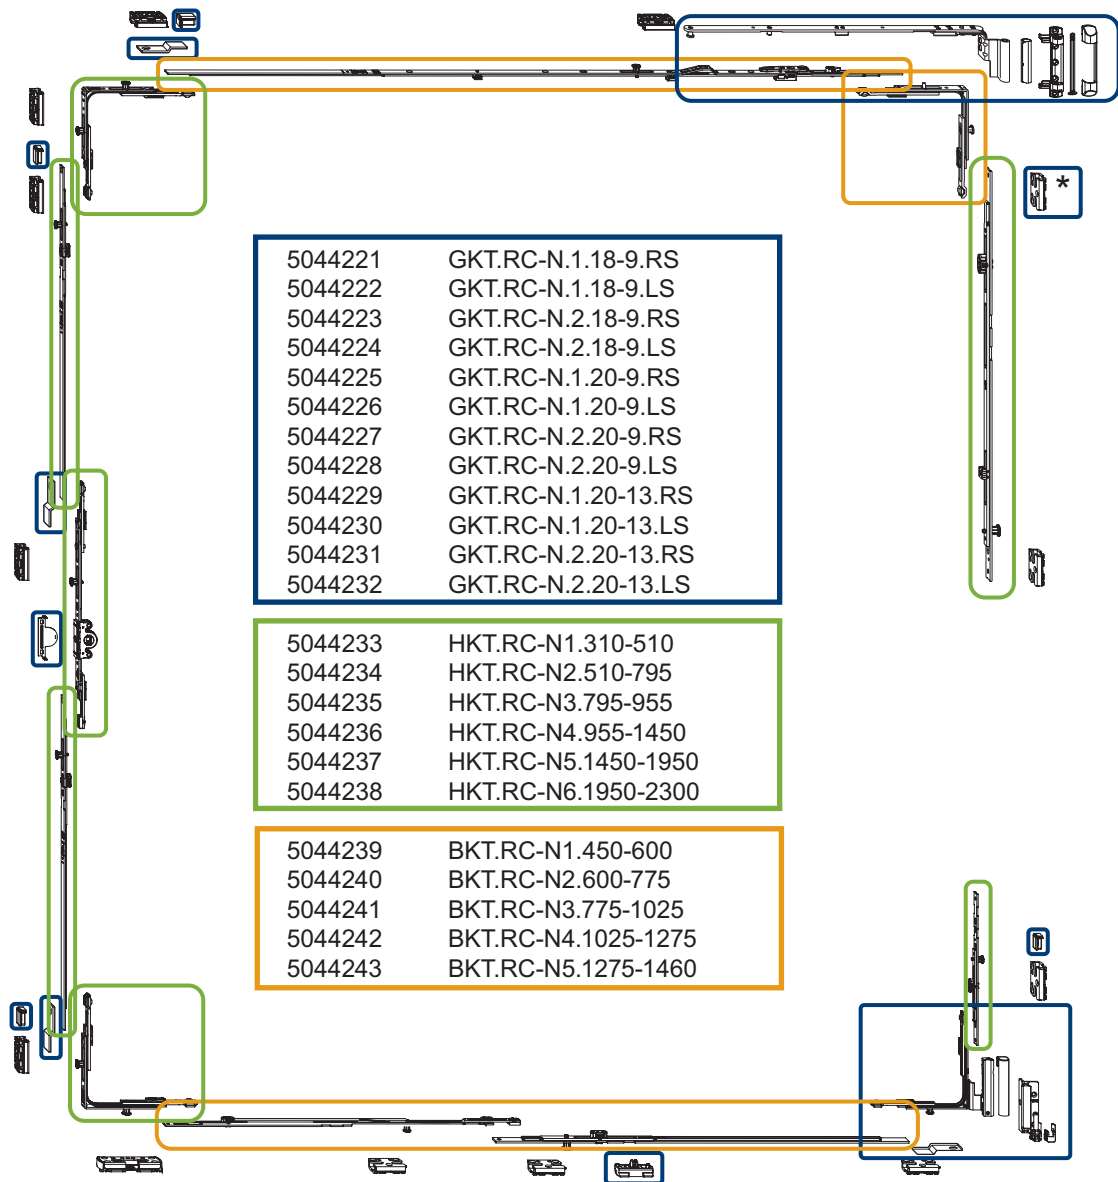 *
5044221 GKT.RC-N.1.18-9.RS
5044222 GKT.RC-N.1.18-9.LS
5044223 GKT.RC-N.2.18-9.RS
5044224 GKT.RC-N.2.18-9.LS
5044225 GKT.RC-N.1.20-9.RS
5044226 GKT.RC-N.1.20-9.LS
5044227 GKT.RC-N.2.20-9.RS
5044228 GKT.RC-N.2.20-9.LS
5044229 GKT.RC-N.1.20-13.RS
5044230 GKT.RC-N.1.20-13.LS
5044231 GKT.RC-N.2.20-13.RS
5044232 GKT.RC-N.2.20-13.LS
5044233 HKT.RC-N1.310-510
5044234 HKT.RC-N2.510-795
5044235 HKT.RC-N3.795-955
5044236 HKT.RC-N4.955-1450
5044237 HKT.RC-N5.1450-1950
5044238 HKT.RC-N6.1950-2300
5044239 BKT.RC-N1.450-600
5044240 BKT.RC-N2.600-775
5044241 BKT.RC-N3.775-1025
5044242 BKT.RC-N4.1025-1275
5044243 BKT.RC-N5.1275-1460